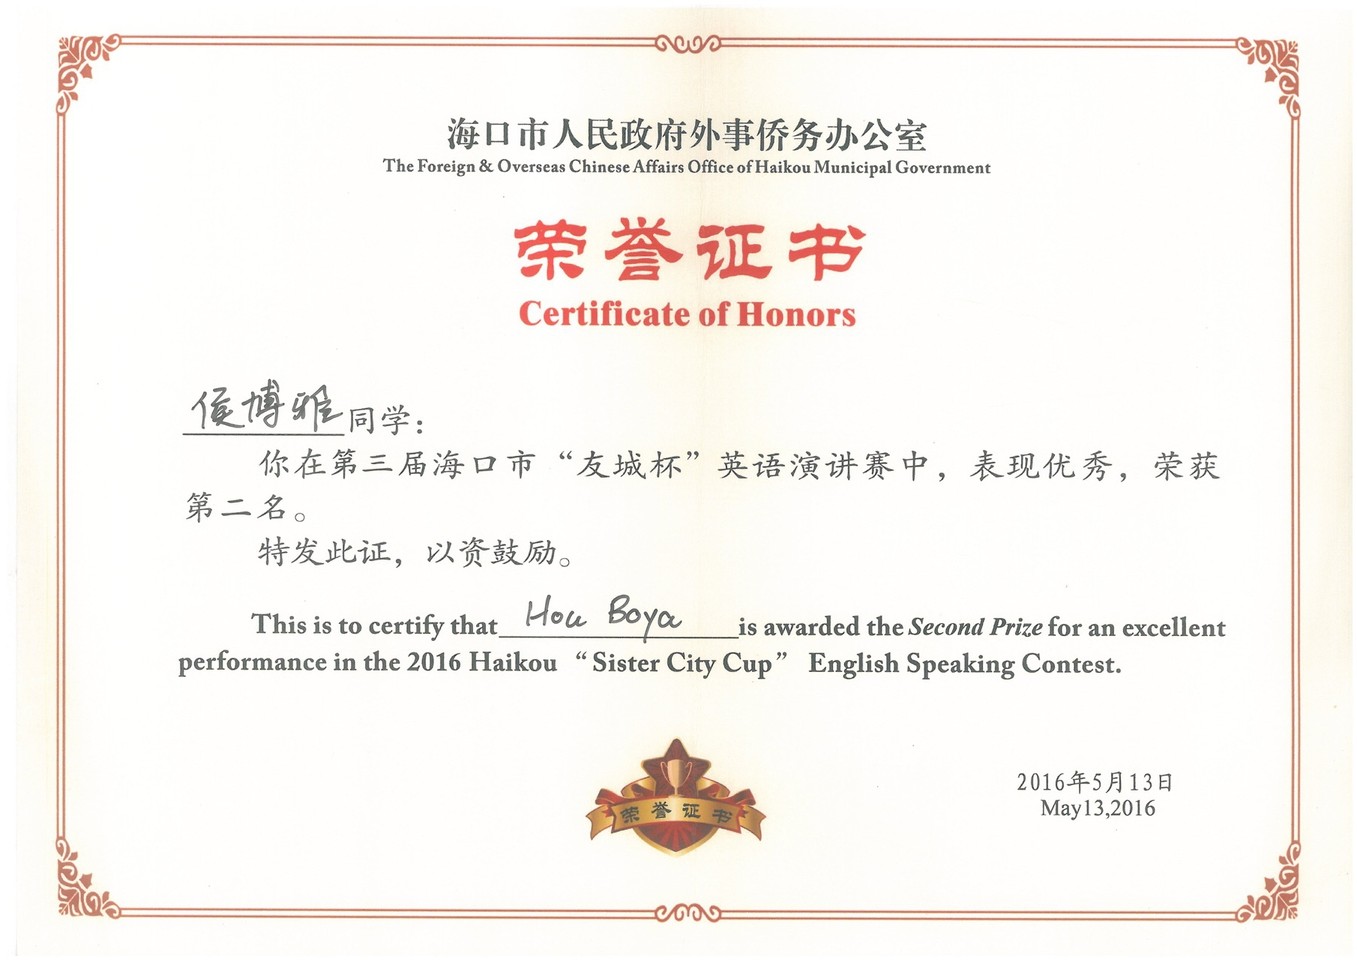 海口市人民政府外事侨务办公室
The Foreign & Overseas Chinese Affairs Office of Haikou Municipal Government
荣誉证书
Certificate of Honors
侯博雅同学:
你在第三届海口市“友城杯”英语演讲赛中，表现优秀，荣获
第二名。
特发此证，以资鼓励。
This is to certify that Hou Boya is awarded the Second Prize for an excellent
performance in the 2016 Haikou “Sister City Cup” English Speaking Contest.
荣誉证书
2016年5月13日
May13,2016